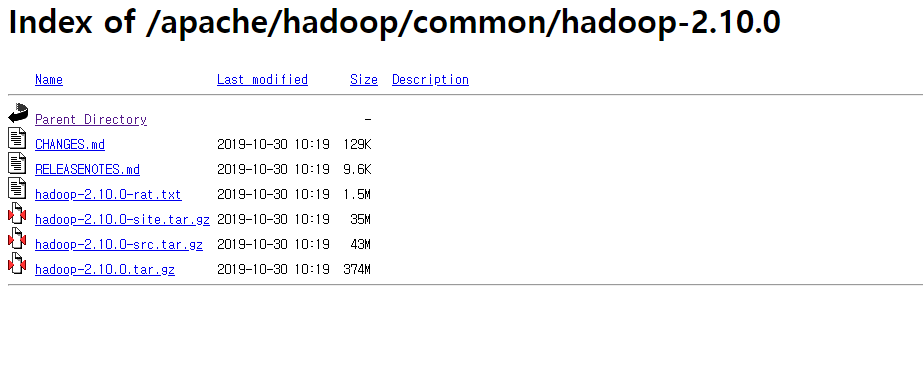 Index of /apache/hadoop/common/hadoop-2.10.0
Name Last modified Size Description
Parent Directory -
CHANGES.md 2019-10-30 10:19 129K
RELEASENOTES.md 2019-10-30 10:19 9.6K
hadoop-2.10.0-rat.txt 2019-10-30 10:19 1.5M
hadoop-2.10.0-site.tar.gz 2019-10-30 10:19 35M
hadoop-2.10.0-src.tar.gz 2019-10-30 10:19 43M
hadoop-2.10.0.tar.gz 2019-10-30 10:19 374M